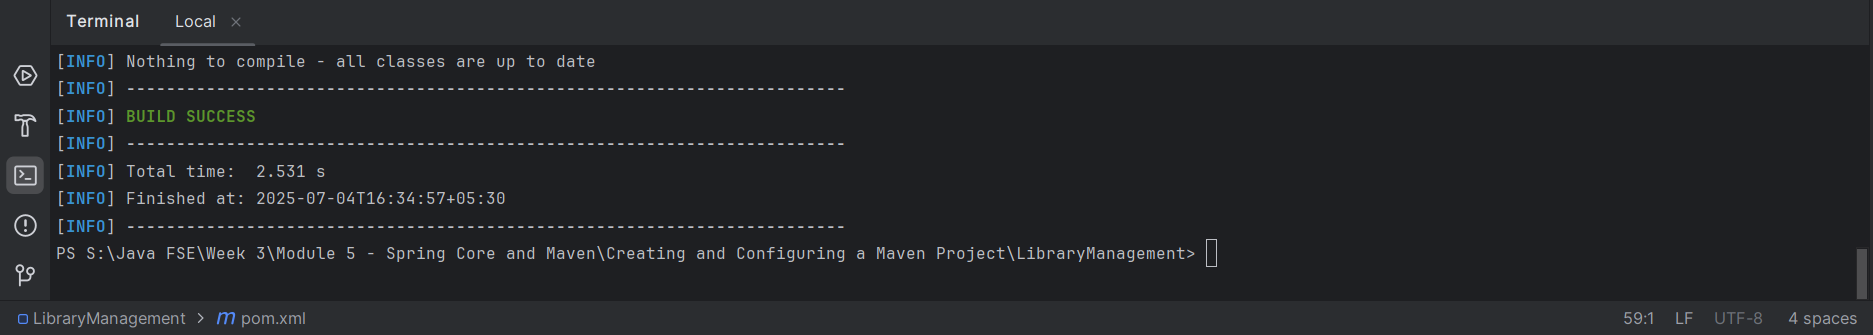 Terminal Local ×
[INFO] Nothing to compile - all classes are up to date
[INFO] ------------------------------------------------------------------------
[INFO] BUILD SUCCESS
[INFO] ------------------------------------------------------------------------
[INFO] Total time:  2.531 s
[INFO] Finished at: 2025-07-04T16:34:57+05:30
[INFO] ------------------------------------------------------------------------
PS S:\Java FSE\Week 3\Module 5 - Spring Core and Maven\Creating and Configuring a Maven Project\LibraryManagement>
LibraryManagement > m pom.xml 59:1 LF UTF-8 4 spaces